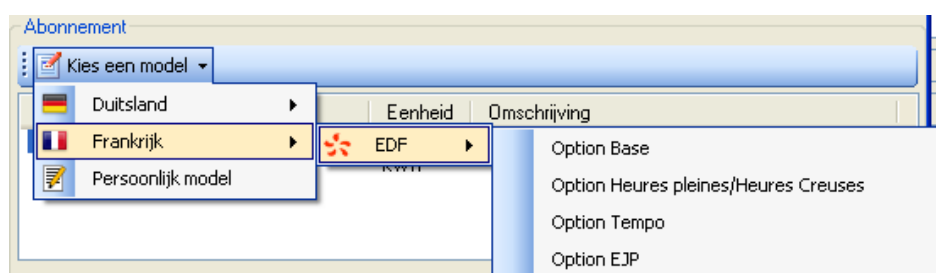 Abonnement
Kies een model
Eenheid Omschrijving
Duitsland
Frankrijk
EDF
Persoonlijk model
Option Base
Option Heures pleines/Heures Creuses
Option Tempo
Option EJP